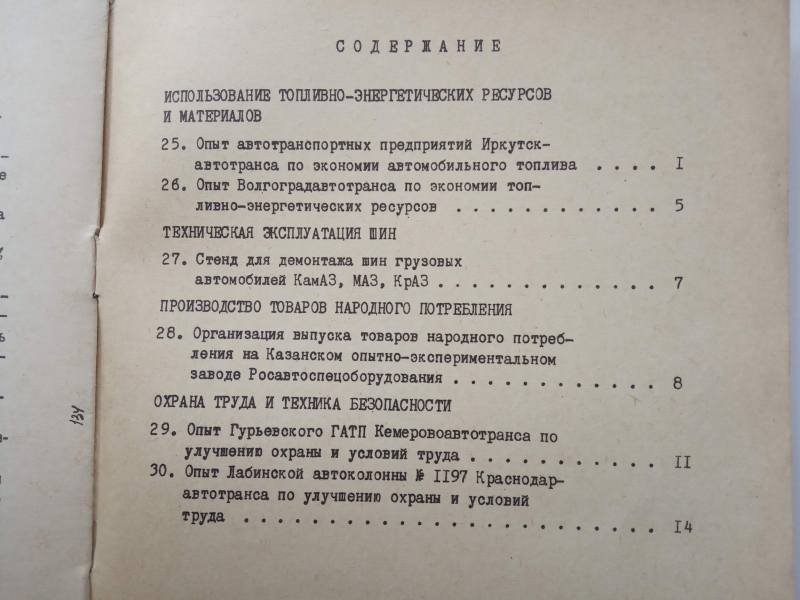 СОДЕРЖАНИЕ
ИСПОЛЬЗОВАНИЕ ТОПЛИВНО-ЭНЕРГЕТИЧЕСКИХ РЕСУРСОВ
И МАТЕРИАЛОВ
25. Опыт автотранспортных предприятий Иркутск-
автотранса по экономии автомобильного топлива . . . . I
26. Опыт Волгоградавтотранса по экономии топ-
ливно-энергетических ресурсов . . . . . . . . . . . . 5
ТЕХНИЧЕСКАЯ ЭКСПЛУАТАЦИЯ ШИН
27. Стенд для демонтажа шин грузовых
автомобилей КамАЗ, МАЗ, КрАЗ . . . . . . . . . . . . . 7
ПРОИЗВОДСТВО ТОВАРОВ НАРОДНОГО ПОТРЕБЛЕНИЯ
28. Организация выпуска товаров народного потреб-
ления на Казанском опытно-экспериментальном
заводе Росавтоспецоборудования . . . . . . . . . . . 8
ОХРАНА ТРУДА И ТЕХНИКА БЕЗОПАСНОСТИ
29. Опыт Гурьевского ГАТП Кемеровоавтотранса по
улучшению охраны и условий труда . . . . . . . . . . . II
30. Опыт Лабинской автоколонны № II97 Краснодар-
автотранса по улучшению охраны и условий
труда . . . . . . . . . . . . . . . . . . . . . . . . I4
134